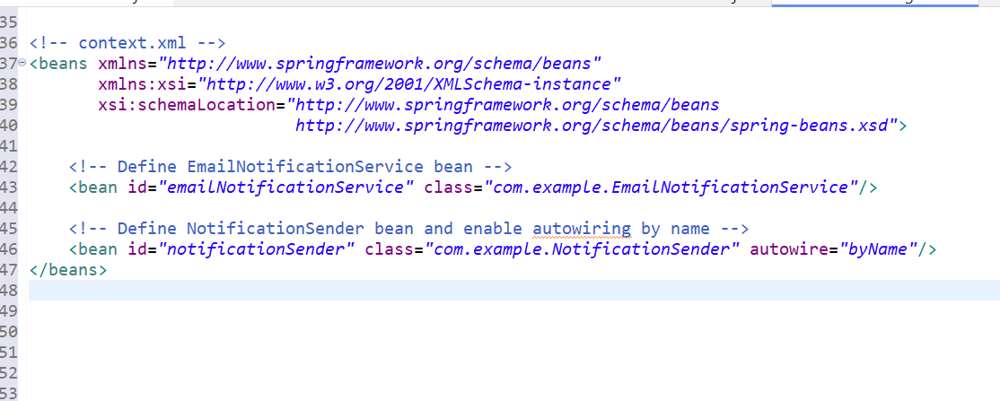 35
36 <!-- context.xml -->
37 <beans xmlns="http://www.springframework.org/schema/beans"
38 xmlns:xsi="http://www.w3.org/2001/XMLSchema-instance"
39 xsi:schemaLocation="http://www.springframework.org/schema/beans
40 http://www.springframework.org/schema/beans/spring-beans.xsd">
41
42 <!-- Define EmailNotificationService bean -->
43 <bean id="emailNotificationService" class="com.example.EmailNotificationService"/>
44
45 <!-- Define NotificationSender bean and enable autowiring by name -->
46 <bean id="notificationSender" class="com.example.NotificationSender" autowire="byName"/>
47 </beans>
48
49
50
51
52
53